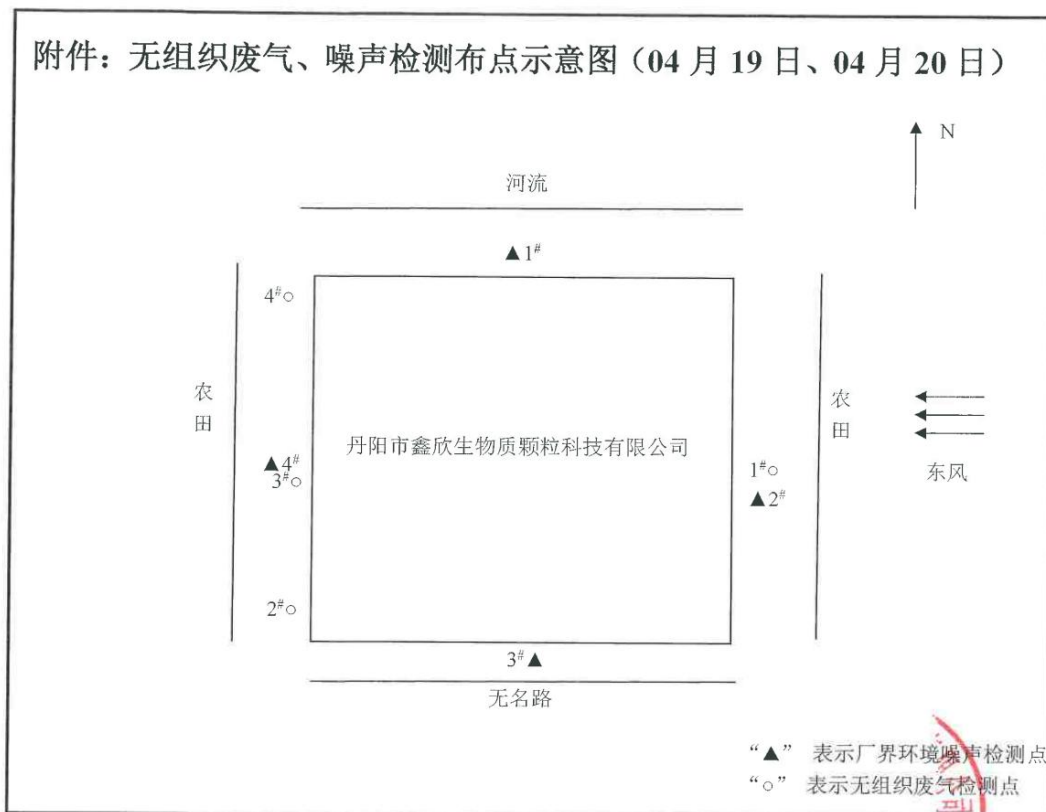 附件：无组织废气、噪声检测布点示意图（04 月 19 日、04 月 20 日）
N
河流
▲1#
4#○
农田
农田
丹阳市鑫欣生物质颗粒科技有限公司
▲4#
3#○
1#○
▲2#
东风
2#○
3#▲
无名路
“▲” 表示厂界环境噪声检测点
“○” 表示无组织废气检测点